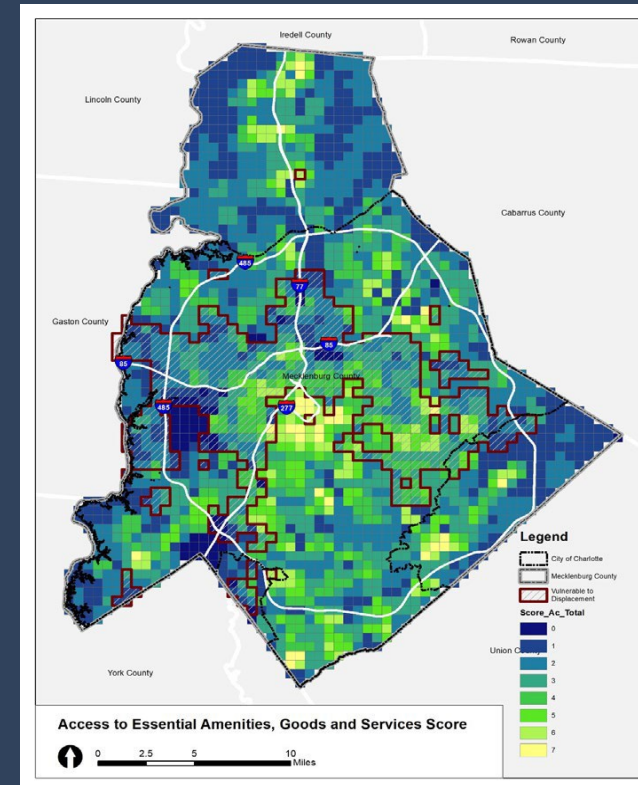 Iredell County
Rowan County
Lincoln County
Cabarrus County
485
77
Gaston County
85
85
Mecklenburg County
485
277
Legend
City of Charlotte
Mecklenburg County
Vulnerable to
Displacement
Score_Ac_Total
0
1
Union County
2
3
York County
4
5
6
7
Access to Essential Amenities, Goods and Services Score
0 2.5 5 10
Miles